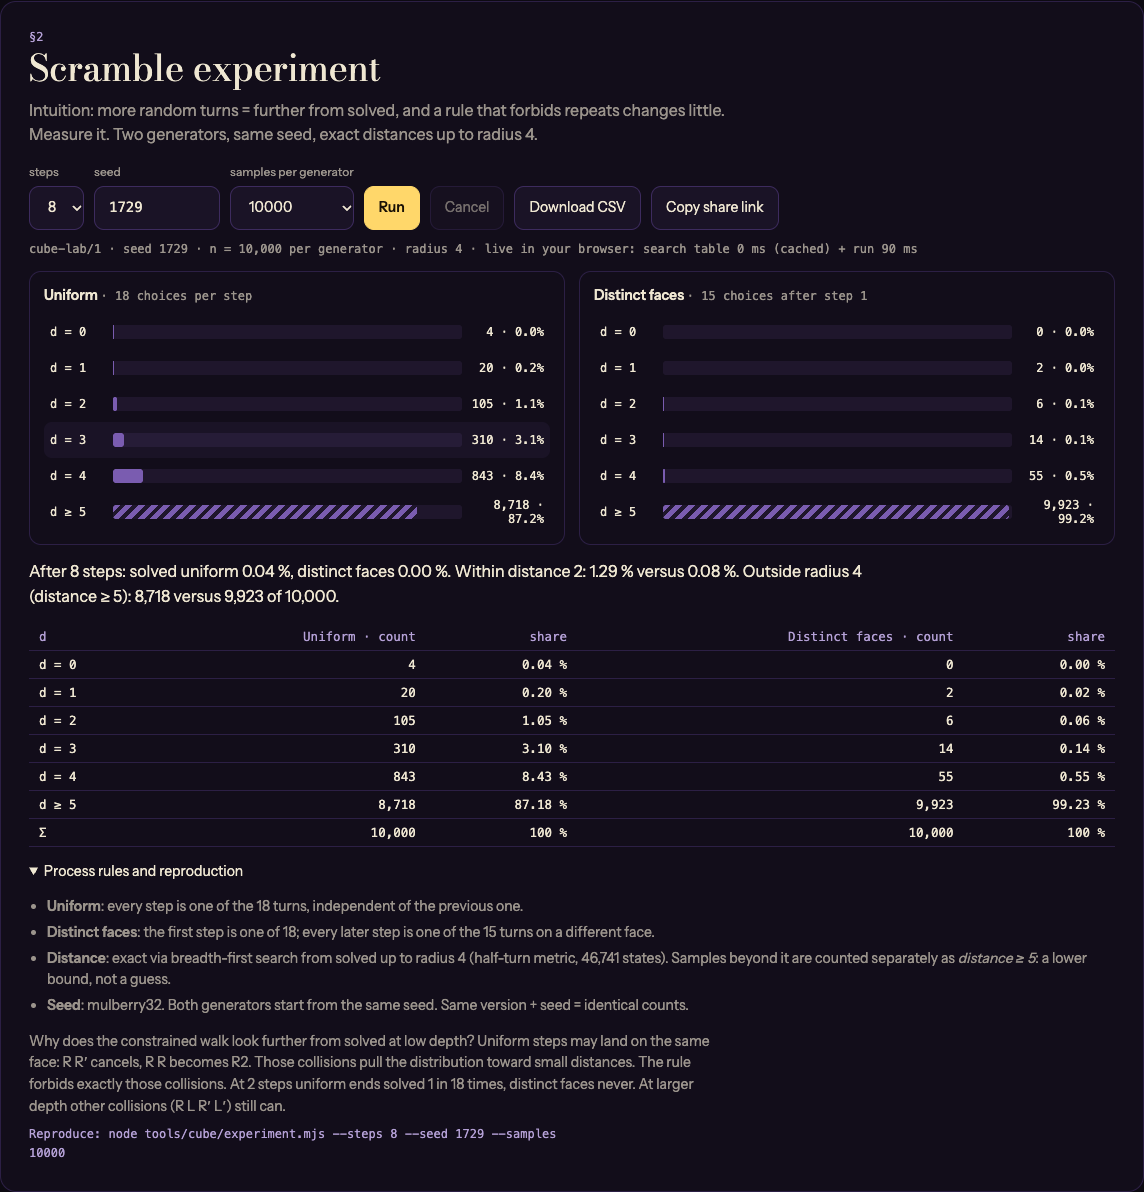 §2
Scramble experiment
Intuition: more random turns = further from solved, and a rule that forbids repeats changes little.
Measure it. Two generators, same seed, exact distances up to radius 4.
steps seed samples per generator
8 1729 10000 Run Cancel Download CSV Copy share link
cube-lab/1 · seed 1729 · n = 10,000 per generator · radius 4 · live in your browser: search table 0 ms (cached) + run 90 ms
Uniform · 18 choices per step
d = 0 4 · 0.0%
d = 1 20 · 0.2%
d = 2 105 · 1.1%
d = 3 310 · 3.1%
d = 4 843 · 8.4%
d ≥ 5 8,718 ·
87.2%
Distinct faces · 15 choices after step 1
d = 0 0 · 0.0%
d = 1 2 · 0.0%
d = 2 6 · 0.1%
d = 3 14 · 0.1%
d = 4 55 · 0.5%
d ≥ 5 9,923 ·
99.2%
After 8 steps: solved uniform 0.04 %, distinct faces 0.00 %. Within distance 2: 1.29 % versus 0.08 %. Outside radius 4
(distance ≥ 5): 8,718 versus 9,923 of 10,000.
d Uniform · count share Distinct faces · count share
d = 0 4 0.04 % 0 0.00 %
d = 1 20 0.20 % 2 0.02 %
d = 2 105 1.05 % 6 0.06 %
d = 3 310 3.10 % 14 0.14 %
d = 4 843 8.43 % 55 0.55 %
d ≥ 5 8,718 87.18 % 9,923 99.23 %
Σ 10,000 100 % 10,000 100 %
▼ Process rules and reproduction
• Uniform: every step is one of the 18 turns, independent of the previous one.
• Distinct faces: the first step is one of 18; every later step is one of the 15 turns on a different face.
• Distance: exact via breadth-first search from solved up to radius 4 (half-turn metric, 46,741 states). Samples beyond it are counted separately as distance ≥ 5: a lower
bound, not a guess.
• Seed: mulberry32. Both generators start from the same seed. Same version + seed = identical counts.
Why does the constrained walk look further from solved at low depth? Uniform steps may land on the same
face: R R′ cancels, R R becomes R2. Those collisions pull the distribution toward small distances. The rule
forbids exactly those collisions. At 2 steps uniform ends solved 1 in 18 times, distinct faces never. At larger
depth other collisions (R L R′ L′) still can.
Reproduce: node tools/cube/experiment.mjs --steps 8 --seed 1729 --samples
10000